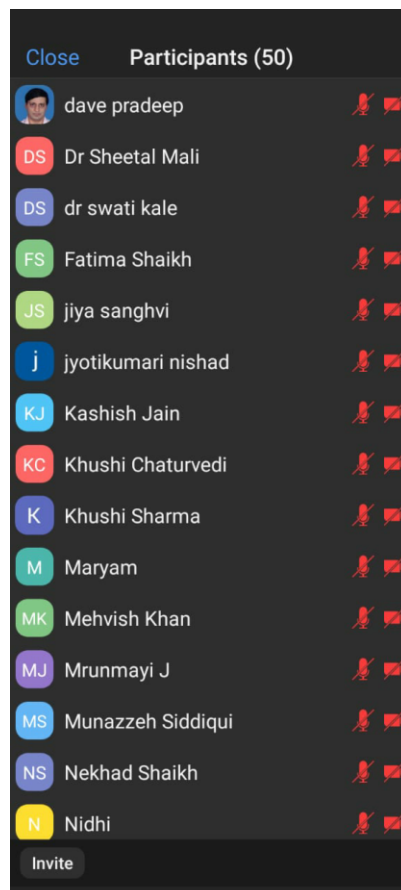 Close Participants (50)
dave pradeep
DS Dr Sheetal Mali
DS dr swati kale
FS Fatima Shaikh
JS jiya sanghvi
j jyotikumari nishad
KJ Kashish Jain
KC Khushi Chaturvedi
K Khushi Sharma
M Maryam
MK Mehvish Khan
MJ Mrunmayi J
MS Munazzeh Siddiqui
NS Nekhad Shaikh
N Nidhi
Invite